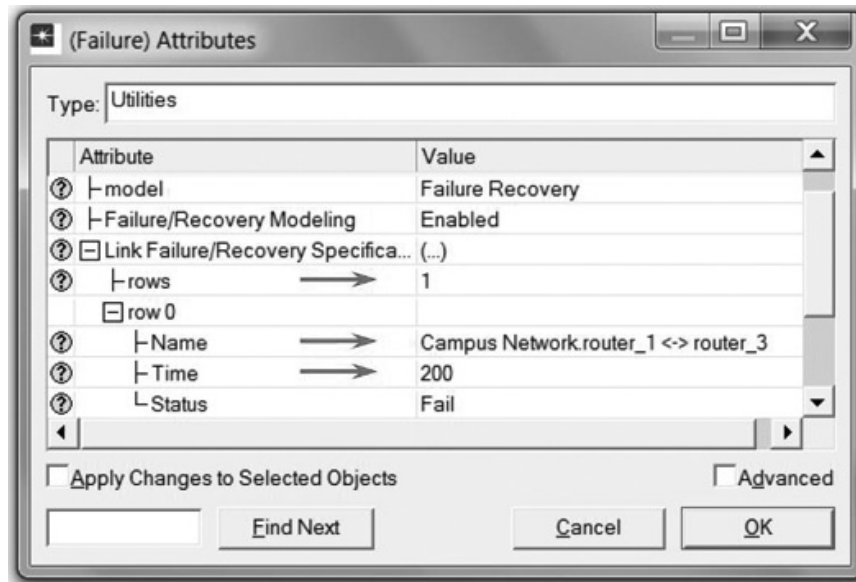 (Failure) Attributes
Type: Utilities
Attribute Value
model Failure Recovery
Failure/Recovery Modeling Enabled
Link Failure/Recovery Specifica... (...)
rows 1
row 0
Name Campus Network.router_1 <-> router_3
Time 200
Status Fail
Apply Changes to Selected Objects Advanced
Find Next Cancel OK